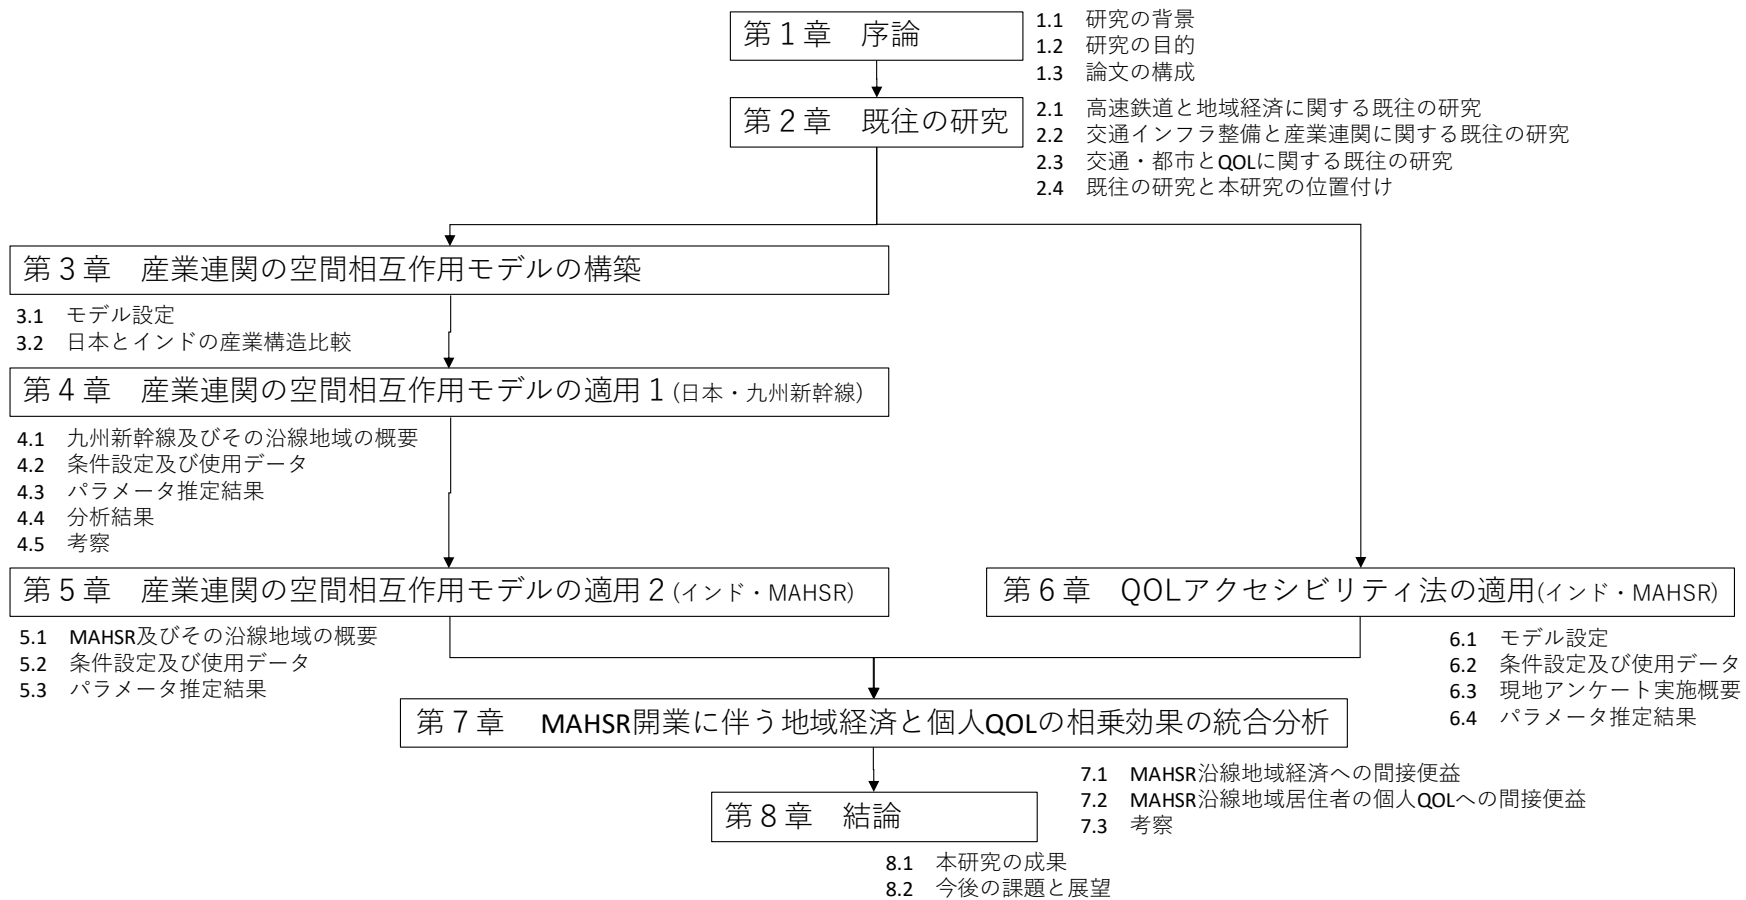 第１章　序論
1.1　研究の背景
1.2　研究の目的
1.3　論文の構成
第２章　既往の研究
2.1　高速鉄道と地域経済に関する既往の研究
2.2　交通インフラ整備と産業連関に関する既往の研究
2.3　交通・都市とQOLに関する既往の研究
2.4　既往の研究と本研究の位置付け
第３章　産業連関の空間相互作用モデルの構築
3.1　モデル設定
3.2　日本とインドの産業構造比較
第４章　産業連関の空間相互作用モデルの適用１(日本・九州新幹線)
4.1　九州新幹線及びその沿線地域の概要
4.2　条件設定及び使用データ
4.3　パラメータ推定結果
4.4　分析結果
4.5　考察
第５章　産業連関の空間相互作用モデルの適用２(インド・MAHSR)
5.1　MAHSR及びその沿線地域の概要
5.2　条件設定及び使用データ
5.3　パラメータ推定結果
第６章　QOLアクセシビリティ法の適用(インド・MAHSR)
6.1　モデル設定
6.2　条件設定及び使用データ
6.3　現地アンケート実施概要
6.4　パラメータ推定結果
第７章　MAHSR開業に伴う地域経済と個人QOLの相乗効果の統合分析
7.1　MAHSR沿線地域経済への間接便益
7.2　MAHSR沿線地域居住者の個人QOLへの間接便益
7.3　考察
第８章　結論
8.1　本研究の成果
8.2　今後の課題と展望